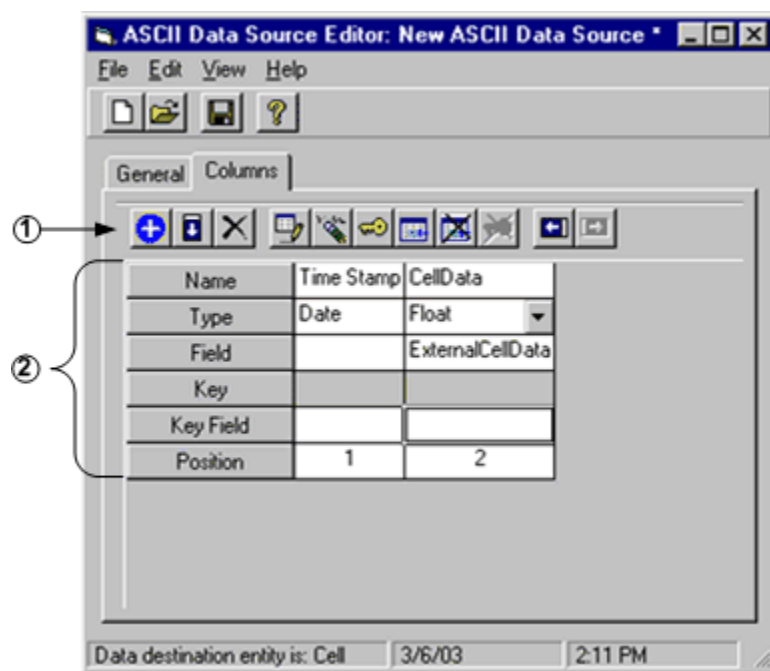 ASCII Data Source Editor: New ASCII Data Source *
File Edit View Help
General Columns
1
2
Name Time Stamp CellData
Type Date Float
Field ExternalCellData
Key
Key Field
Position 1 2
Data destination entity is: Cell 3/6/03 2:11 PM